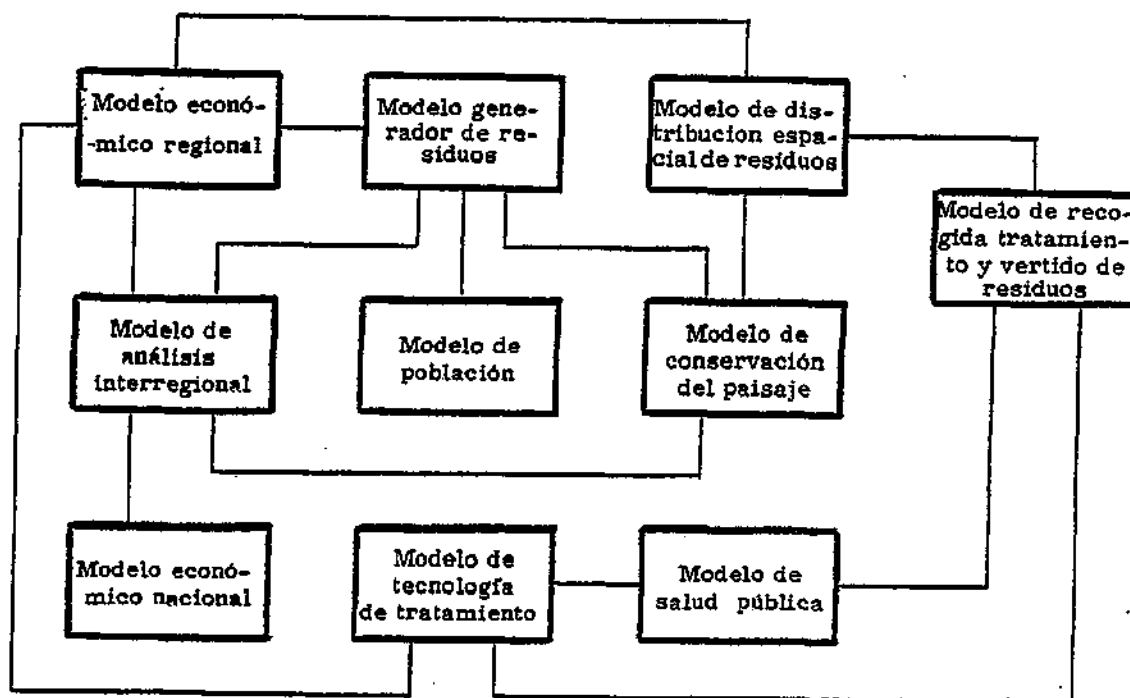 Modelo econó-
-mico regional
Modelo gene-
rador de re-
siduos
Modelo de dis-
tribucion espa-
cial de resíduos
Modelo de reco-
gida tratamien-
to y vertido de
residuos
Modelo de
análisis
interregional
Modelo de
población
Modelo de
conservación
del paisaje
Modelo econó-
mico nacional
Modelo de
tecnología
de tratamiento
Modelo de
salud pública